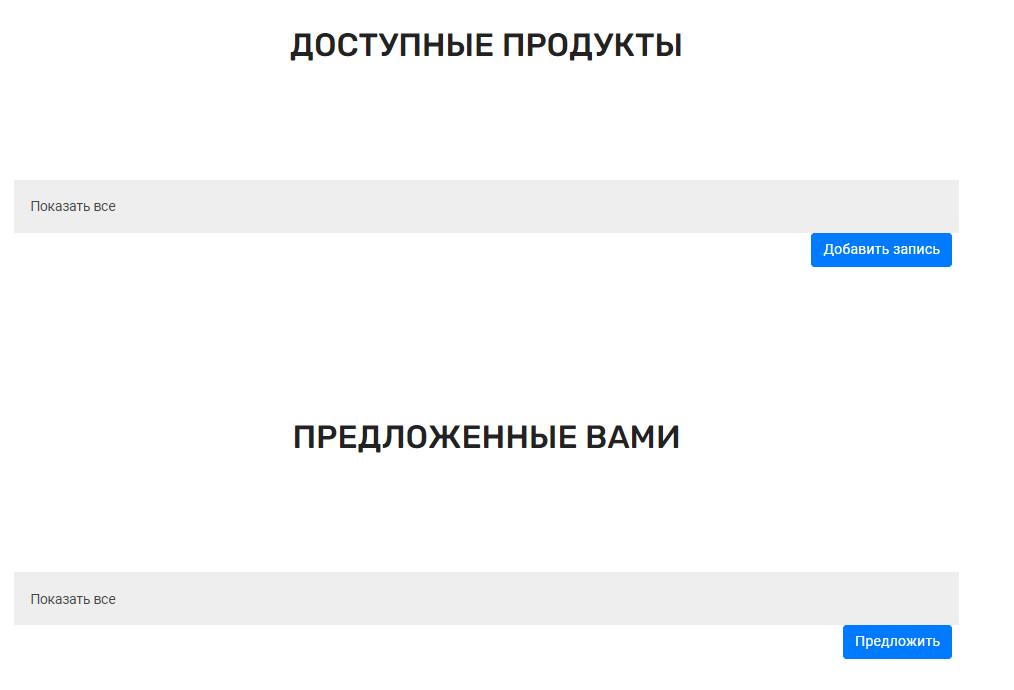 ДОСТУПНЫЕ ПРОДУКТЫ
Показать все
Добавить запись
ПРЕДЛОЖЕННЫЕ ВАМИ
Показать все
Предложить